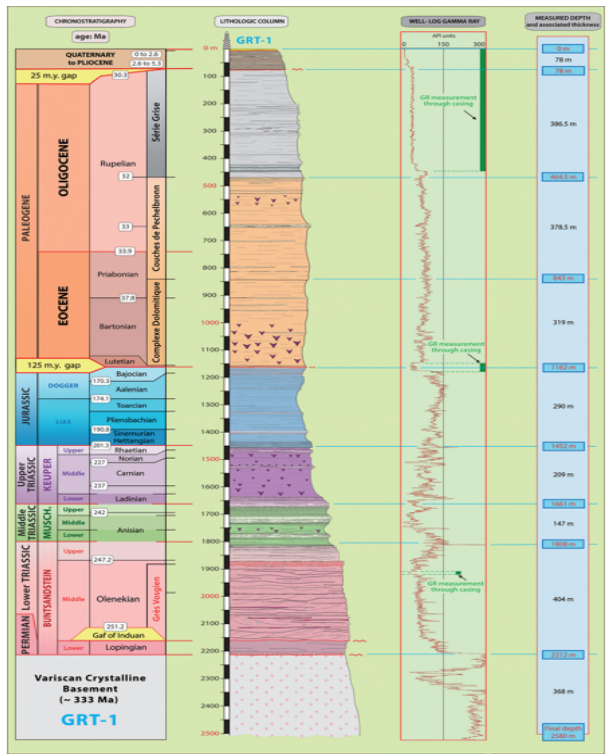 CHRONOSTRATIGRAPHY
LITHOLOGIC COLUMN
WELL-LOG GAMMA RAY
MEASURED DEPTH
and associated thickness
age: Ma
GRT-1
API units
0 150 300
QUATERNARY
to PLIOCENE
0 to 2.6
2.6 to 5.3
25 m.y. gap
30.3
PALEOGENE
OLIGOCENE
Rupelian
Série Grise
32
33
Couches de Pechelbronn
33.9
EOCENE
Priabonian
37.8
Bartonian
Complexe Dolomitique
Lutetian
125 m.y. gap
JURASSIC
DOGGER
Bajocian
170.3
Aalenian
174.1
LIAS
Toarcian
Pliensbachian
190.8
Sinemurian
Hettangian
201.3
Upper TRIASSIC
KEUPER
Upper
Rhaetian
Norian
227
Middle
Carnian
237
Lower
Ladinian
Middle TRIASSIC
MUSCH.
Upper
242
Middle
Anisian
Lower
Lower TRIASSIC
BUNTSANDSTEIN
Upper
247.2
Middle
Olenekian
Grès Vosgien
251.2
Gaf of Induan
PERMIAN
Lower
Lopingian
Variscan Crystalline
Basement
(~ 333 Ma)
GRT-1
0 m
100
200
300
400
500
600
700
800
900
1000
1100
1200
1300
1400
1500
1600
1700
1800
1900
2000
2100
2200
2300
2400
2500
GR measurement
through casing
GR measurement
through casing
GR measurement
through casing
0 m
78 m
78 m
386.5 m
464.5 m
378.5 m
843 m
319 m
1162 m
290 m
1452 m
209 m
1661 m
147 m
1808 m
404 m
2212 m
368 m
Final depth
2580 m